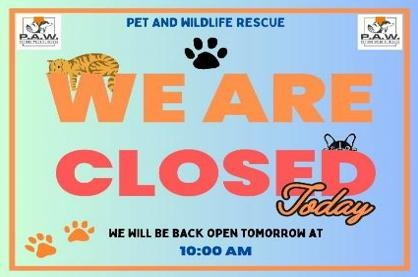 PET AND WILDLIFE RESCUE
P.A.W.
P.A.W.
WE ARE
CLOSED
Today
WE WILL BE BACK OPEN TOMORROW AT
10:00 AM